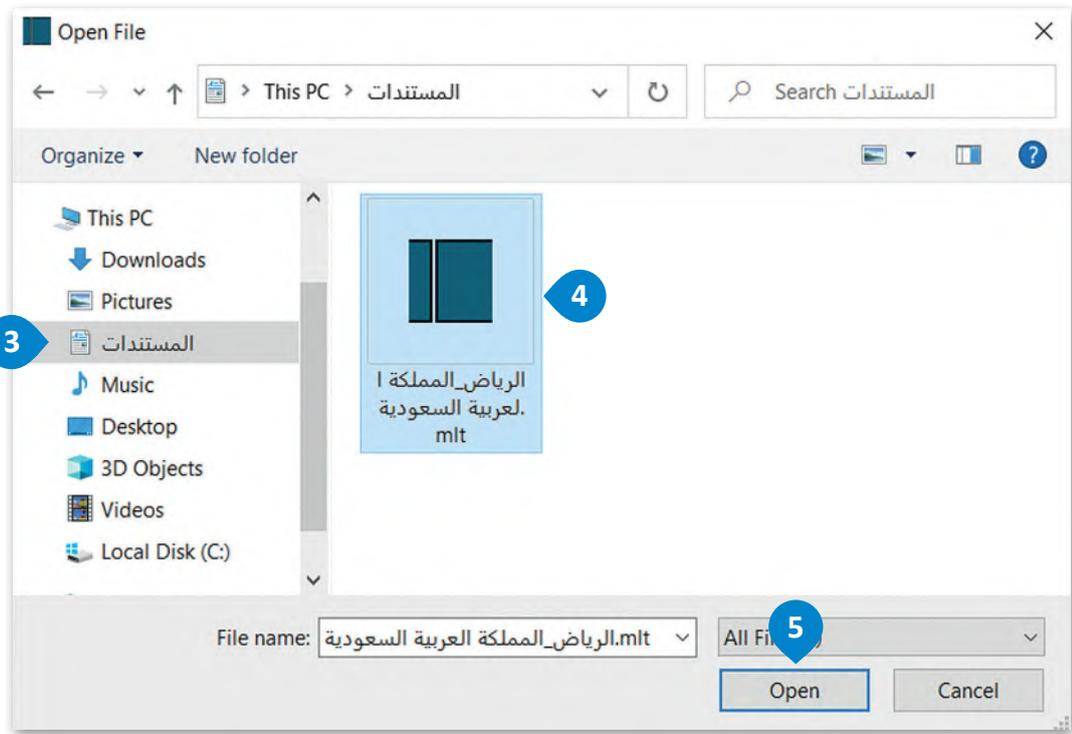 Open File
This PC > المستندات
Search المستندات
Organize
New folder
This PC
Downloads
Pictures
3
المستندات
Music
Desktop
3D Objects
Videos
Local Disk (C:)
الرياض_المملكة ا
لعربية السعودية.
mlt
4
File name: الرياض_المملكة العربية السعودية.mlt
All
5
Open
Cancel